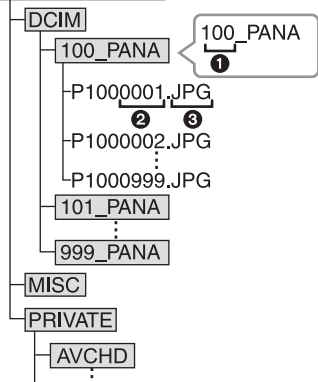 DCIM
100_PANA
100_PANA
❶
P1000001.JPG
❷ ❸
P1000002.JPG
P1000999.JPG
101_PANA
999_PANA
MISC
PRIVATE
AVCHD